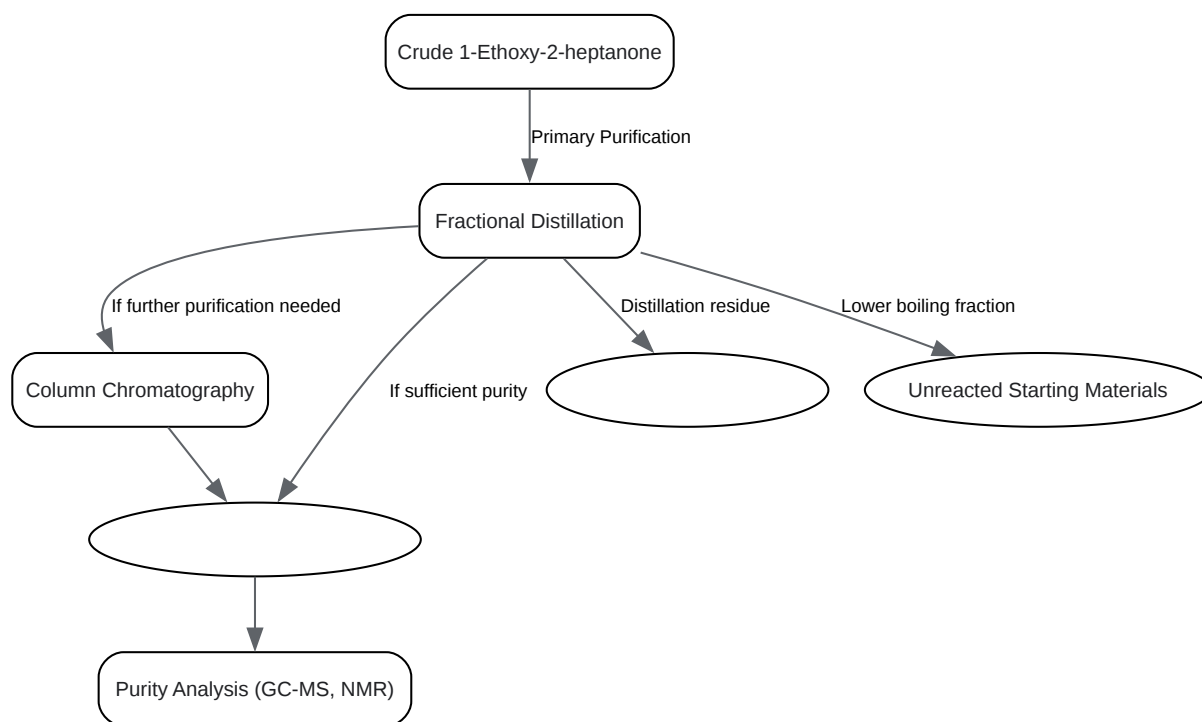 Crude 1-Ethoxy-2-heptanone
Primary Purification
Fractional Distillation
If further purification needed
Distillation residue
Lower boiling fraction
Column Chromatography
If sufficient purity
Unreacted Starting Materials
Purity Analysis (GC-MS, NMR)